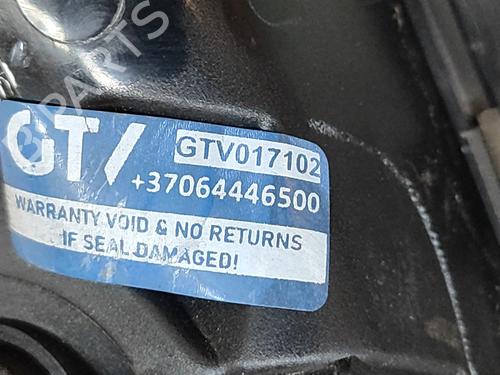 GTV
GTV017102
+37064446500
WARRANTY VOID & NO RETURNS
IF SEAL DAMAGED!